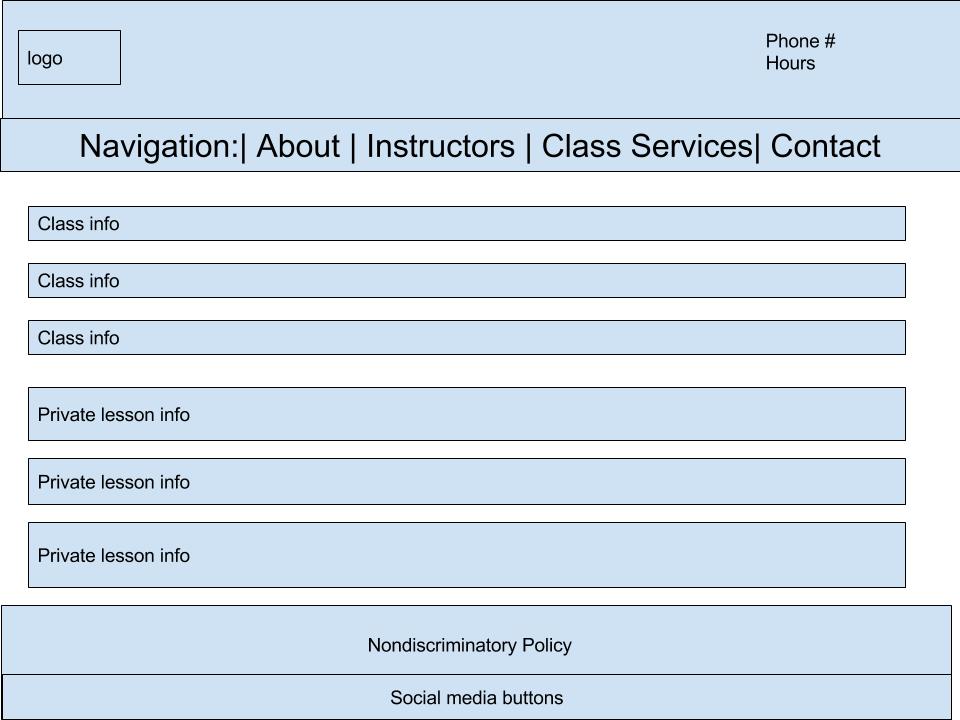 logo
Phone #
Hours
Navigation:| About | Instructors | Class Services| Contact
Class info
Class info
Class info
Private lesson info
Private lesson info
Private lesson info
Nondiscriminatory Policy
Social media buttons